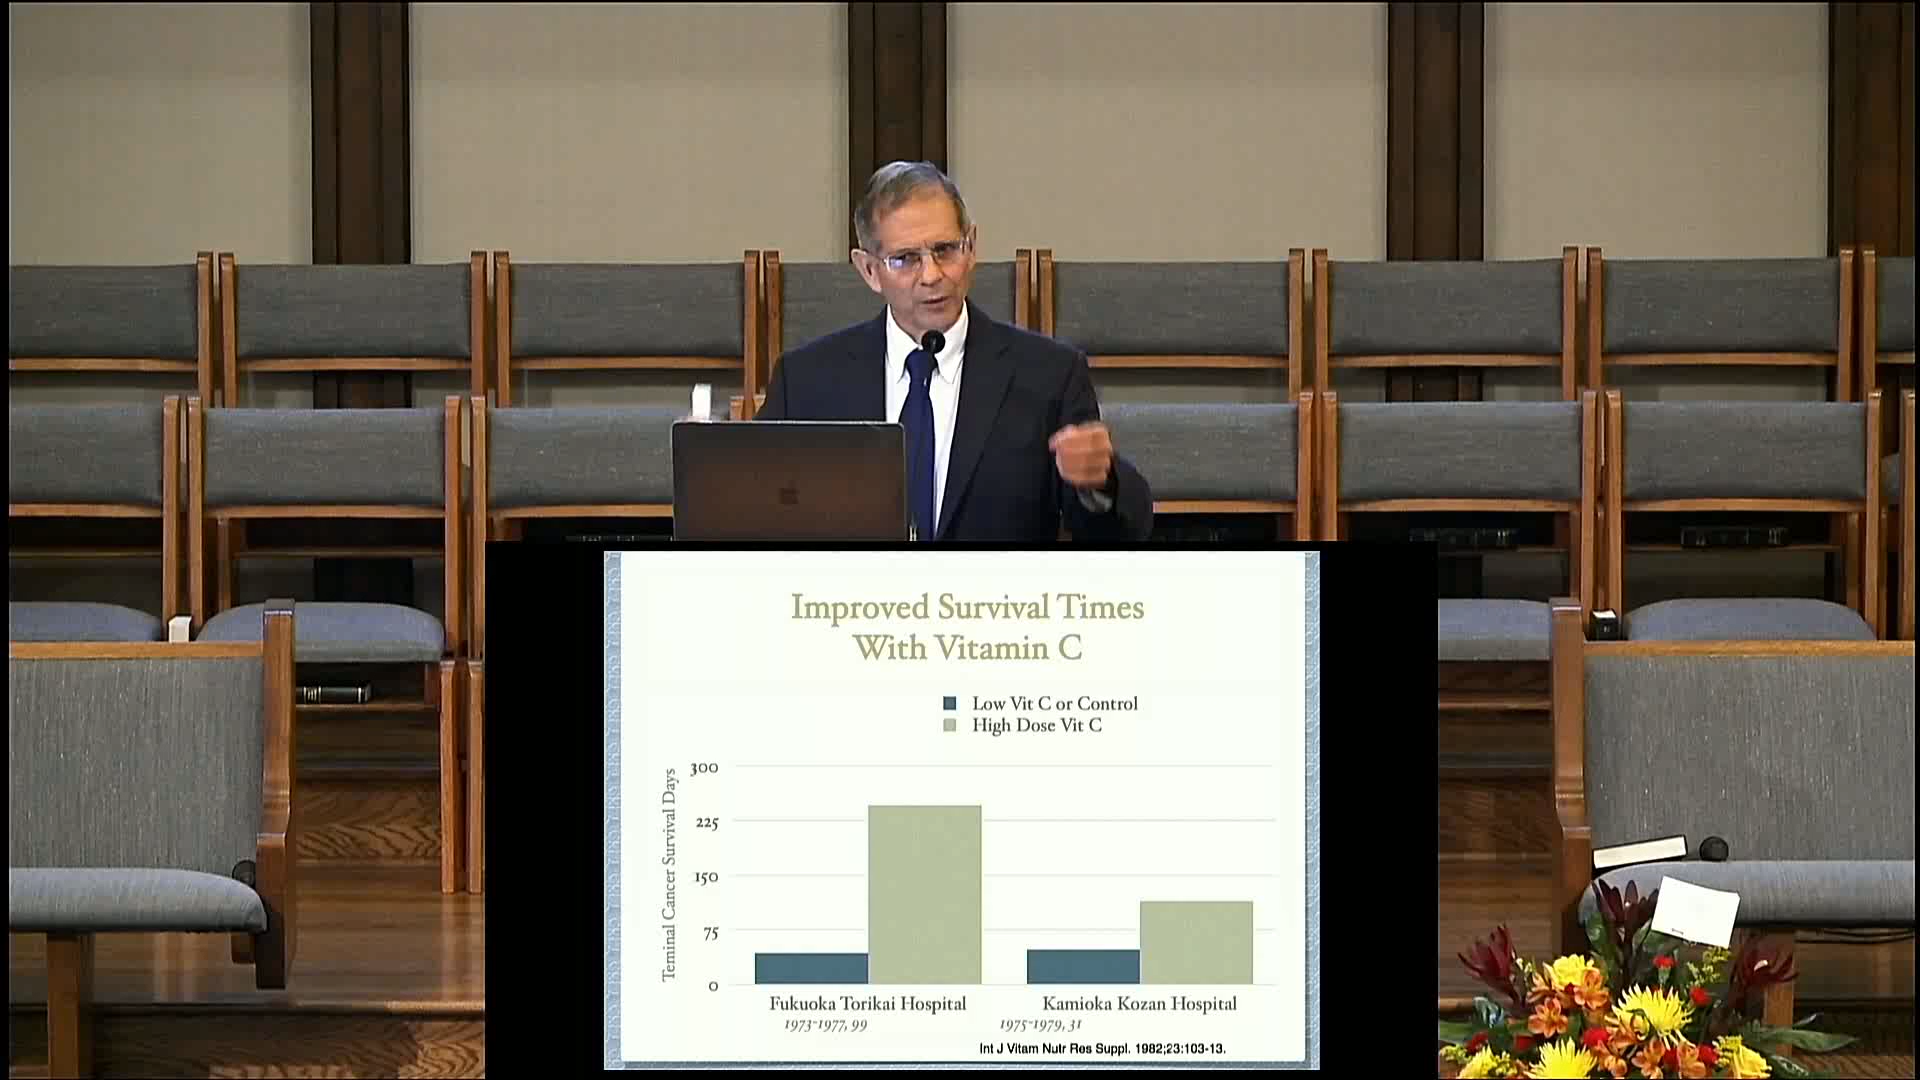 Improved Survival Times
With Vitamin C
Low Vit C or Control
High Dose Vit C
Teminal Cancer Survival Days
300
225
150
75
0
Fukuoka Torikai Hospital
1973-1977, 99
Kamioka Kozan Hospital
1975-1979, 31
Int J Vitam Nutr Res Suppl. 1982;23:103-13.